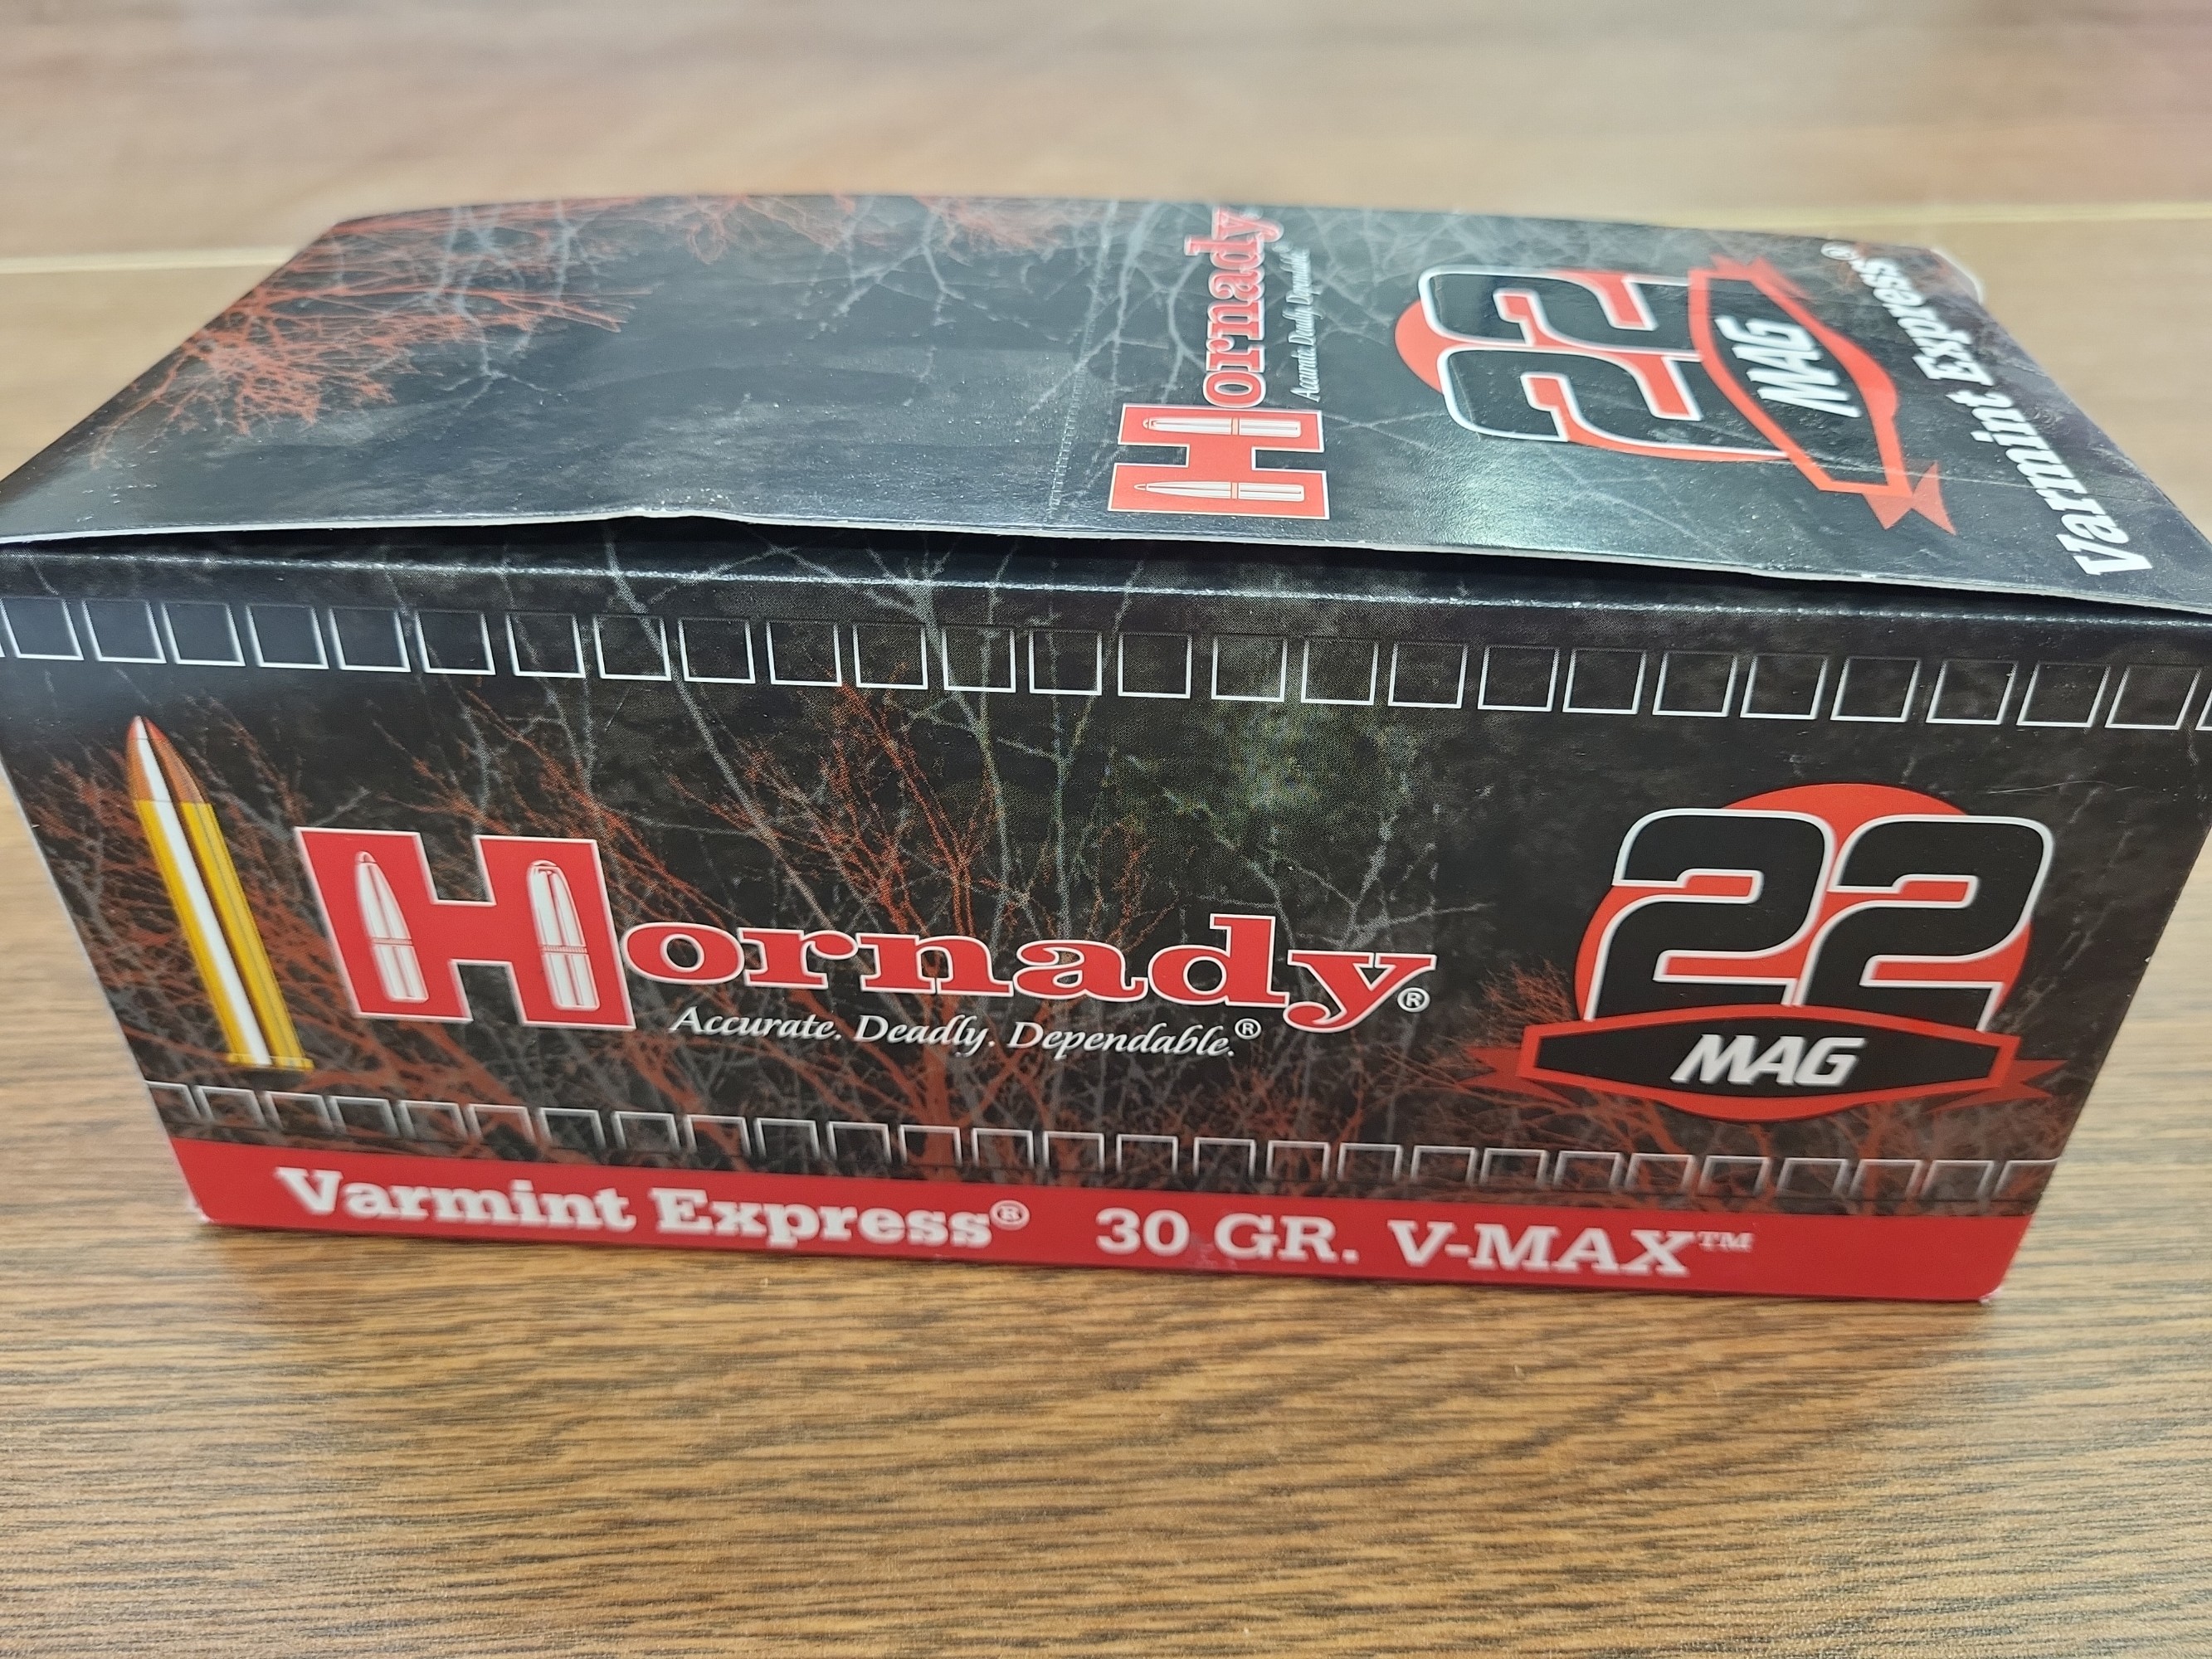 Hornady
Accurate. Deadly. Dependable.®
22
MAG
Varmint Express®
Hornady®
Accurate. Deadly. Dependable.®
22
MAG
Varmint Express® 30 GR. V-MAX™